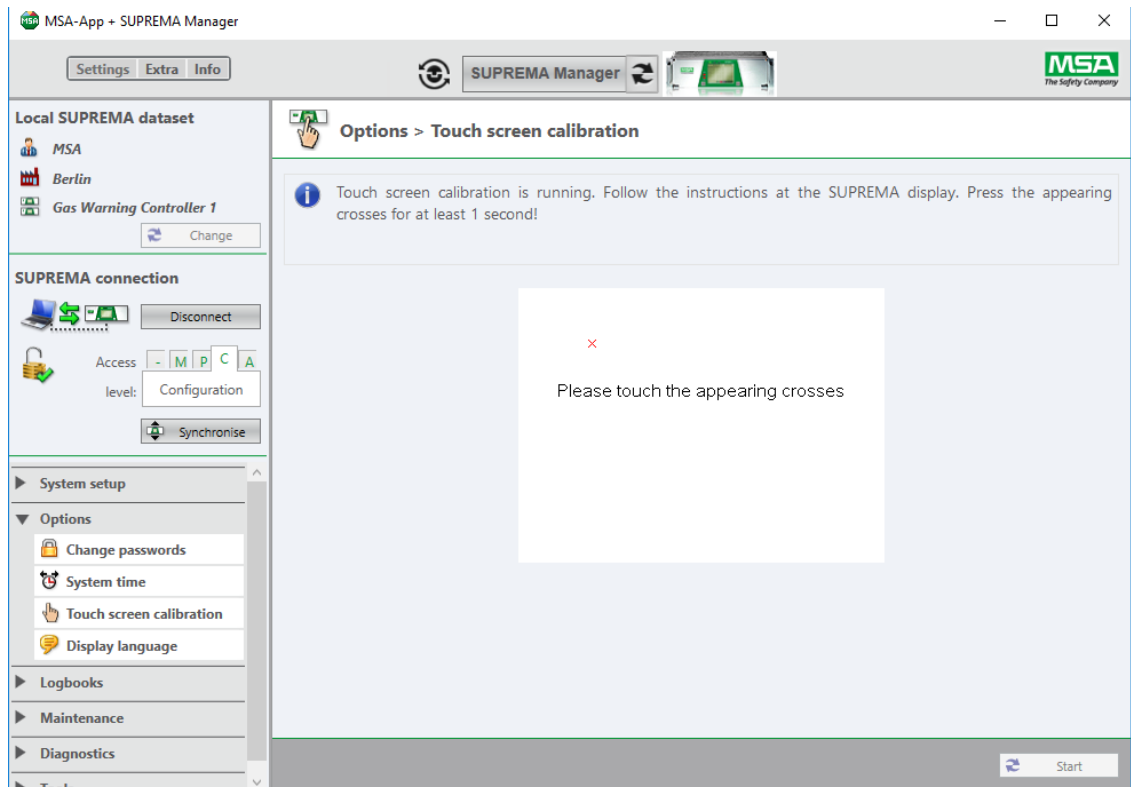 MSA MSA-App + SUPREMA Manager
Settings Extra Info
SUPREMA Manager
MSA
The Safety Company
Local SUPREMA dataset
MSA
Berlin
Gas Warning Controller 1
Change
SUPREMA connection
Disconnect
Access - M P C A
level: Configuration
Synchronise
System setup
Options
Change passwords
System time
Touch screen calibration
Display language
Logbooks
Maintenance
Diagnostics
Options > Touch screen calibration
Touch screen calibration is running. Follow the instructions at the SUPREMA display. Press the appearing
crosses for at least 1 second!
Please touch the appearing crosses
Start